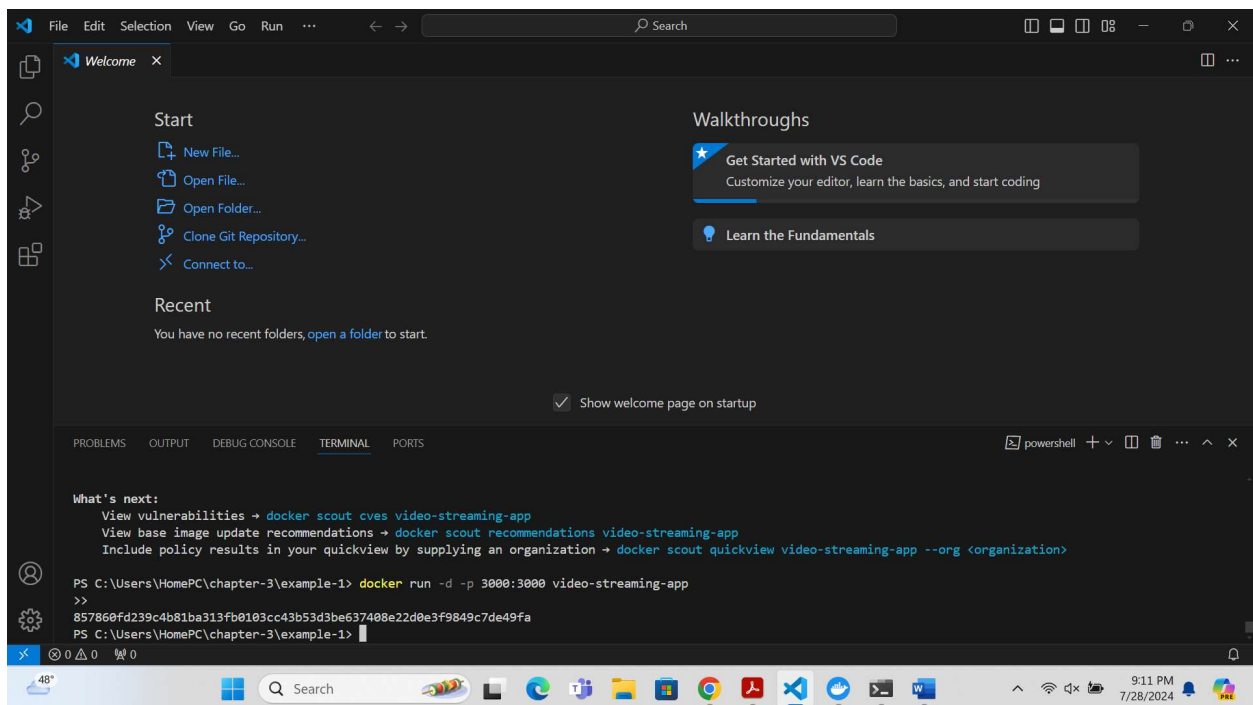 File Edit Selection View Go Run ··· Search
Welcome
Start
New File...
Open File...
Open Folder...
Clone Git Repository...
Connect to...
Recent
You have no recent folders, open a folder to start.
Walkthroughs
Get Started with VS Code
Customize your editor, learn the basics, and start coding
Learn the Fundamentals
Show welcome page on startup
PROBLEMS OUTPUT DEBUG CONSOLE TERMINAL PORTS powershell
What's next:
View vulnerabilities → docker scout cves video-streaming-app
View base image update recommendations → docker scout recommendations video-streaming-app
Include policy results in your quickview by supplying an organization → docker scout quickview video-streaming-app --org <organization>
PS C:\Users\HomePC\chapter-3\example-1> docker run -d -p 3000:3000 video-streaming-app
>>
857860fd239c4b81ba313fb0103cc43b53d3be637408e22d0e3f9849c7de49fa
PS C:\Users\HomePC\chapter-3\example-1>
0 0 0
48° Search 9:11 PM
7/28/2024
PRE